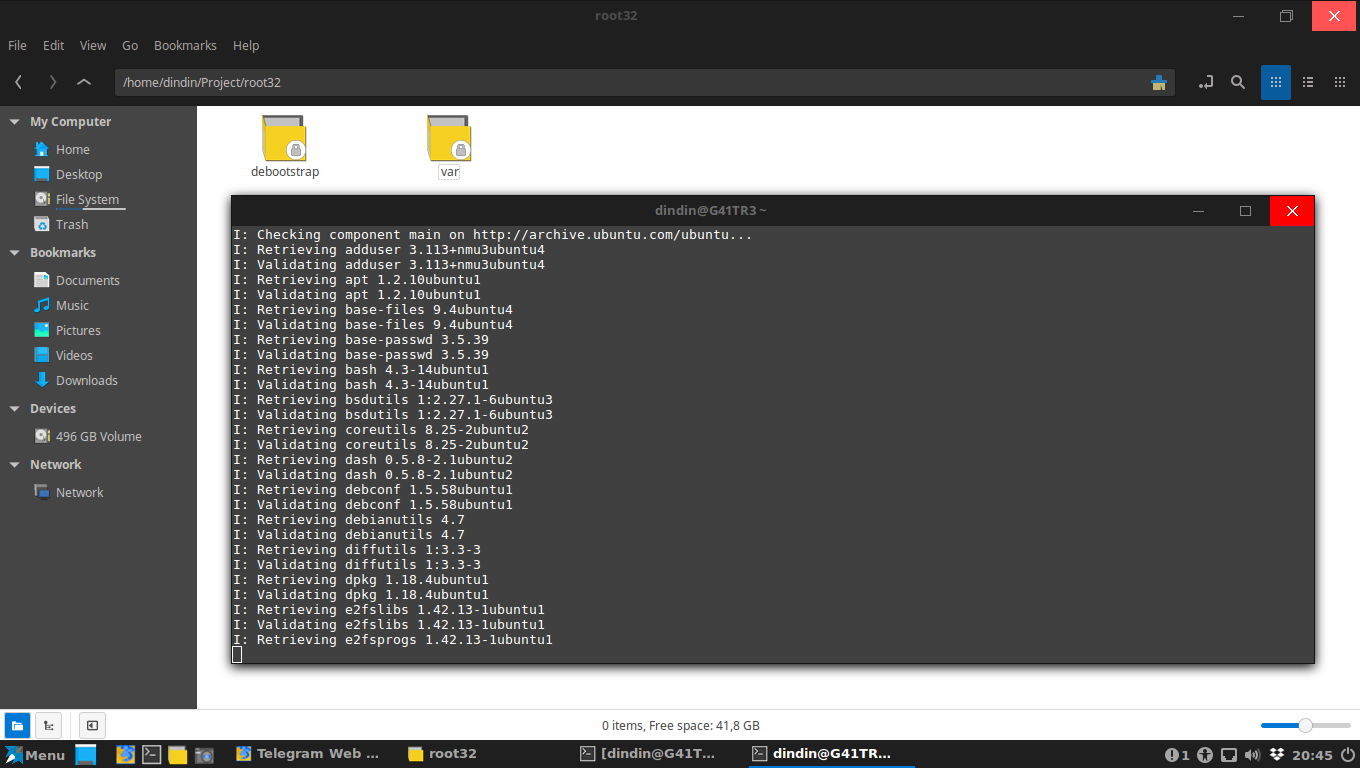 root32
File Edit View Go Bookmarks Help
/home/dindin/Project/root32
My Computer
Home
Desktop
File System
Trash
Bookmarks
Documents
Music
Pictures
Videos
Downloads
Devices
496 GB Volume
Network
Network
debootstrap
var
dindin@G41TR3 ~
I: Checking component main on http://archive.ubuntu.com/ubuntu...
I: Retrieving adduser 3.113+nmu3ubuntu4
I: Validating adduser 3.113+nmu3ubuntu4
I: Retrieving apt 1.2.10ubuntu1
I: Validating apt 1.2.10ubuntu1
I: Retrieving base-files 9.4ubuntu4
I: Validating base-files 9.4ubuntu4
I: Retrieving base-passwd 3.5.39
I: Validating base-passwd 3.5.39
I: Retrieving bash 4.3-14ubuntu1
I: Validating bash 4.3-14ubuntu1
I: Retrieving bsdutils 1:2.27.1-6ubuntu3
I: Validating bsdutils 1:2.27.1-6ubuntu3
I: Retrieving coreutils 8.25-2ubuntu2
I: Validating coreutils 8.25-2ubuntu2
I: Retrieving dash 0.5.8-2.1ubuntu2
I: Validating dash 0.5.8-2.1ubuntu2
I: Retrieving debconf 1.5.58ubuntu1
I: Validating debconf 1.5.58ubuntu1
I: Retrieving debianutils 4.7
I: Validating debianutils 4.7
I: Retrieving diffutils 1:3.3-3
I: Validating diffutils 1:3.3-3
I: Retrieving dpkg 1.18.4ubuntu1
I: Validating dpkg 1.18.4ubuntu1
I: Retrieving e2fslibs 1.42.13-1ubuntu1
I: Validating e2fslibs 1.42.13-1ubuntu1
I: Retrieving e2fsprogs 1.42.13-1ubuntu1
0 items, Free space: 41,8 GB
Menu Telegram Web ... root32 [dindin@G41T... dindin@G41TR... 1 20:45